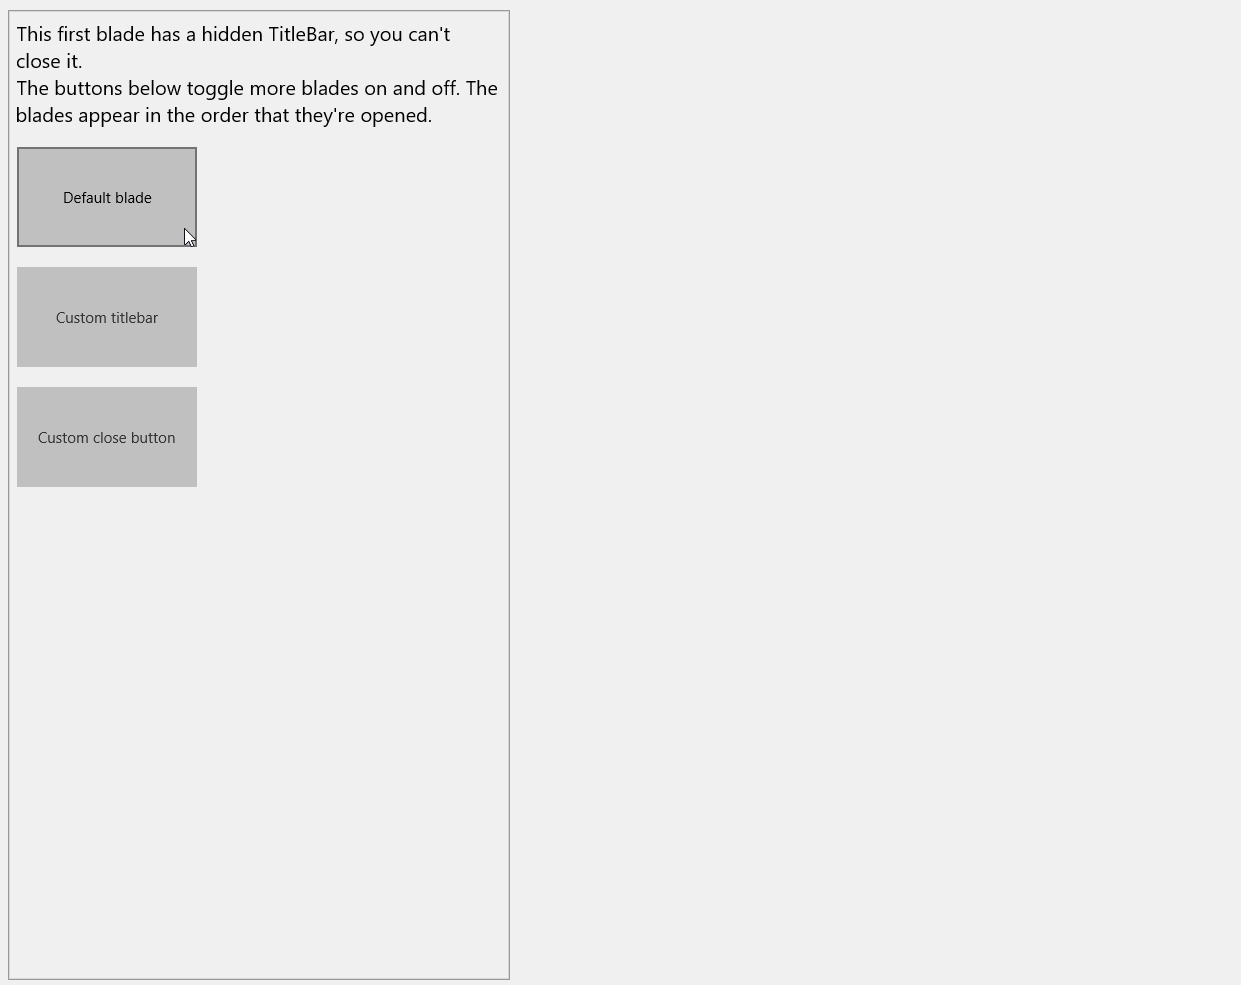 This first blade has a hidden TitleBar, so you can't
close it.
The buttons below toggle more blades on and off. The
blades appear in the order that they're opened.
Default blade
Custom titlebar
Custom close button